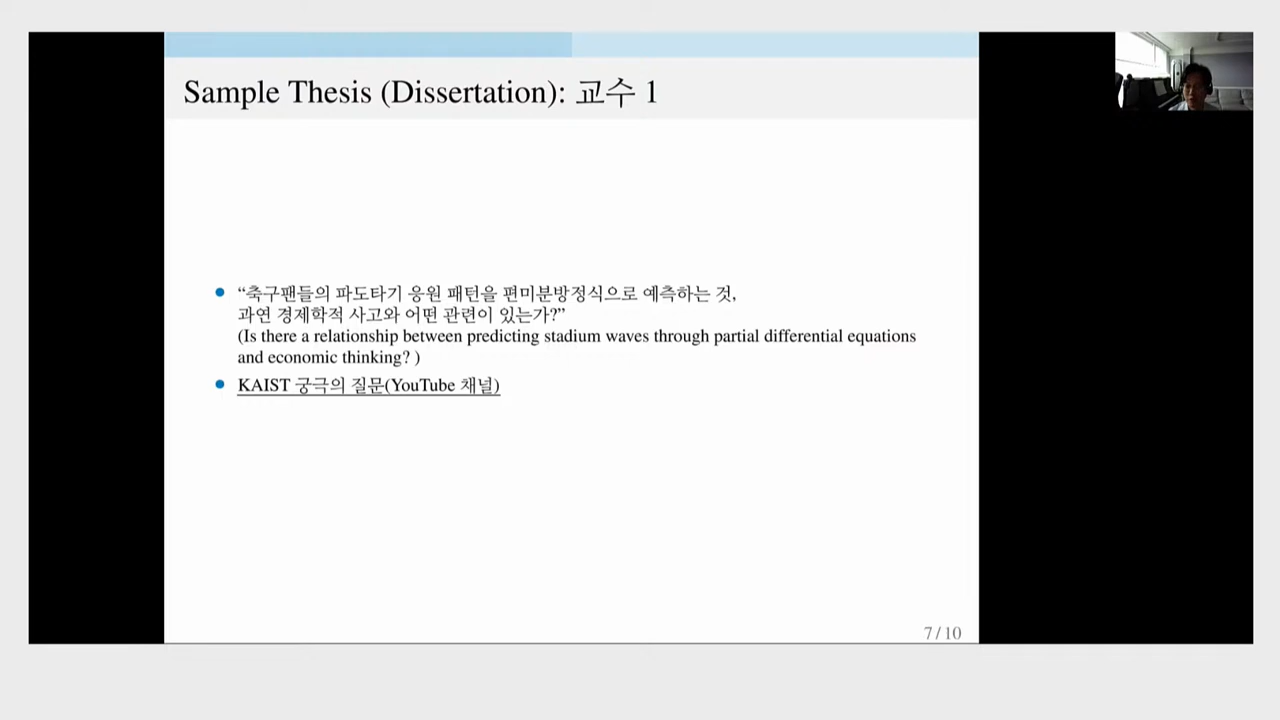 Sample Thesis (Dissertation): 교수 1
“축구팬들의 파도타기 응원 패턴을 편미분방정식으로 예측하는 것,
과연 경제학적 사고와 어떤 관련이 있는가?”
(Is there a relationship between predicting stadium waves through partial differential equations
and economic thinking? )
KAIST 궁극의 질문(YouTube 채널)
7 / 10